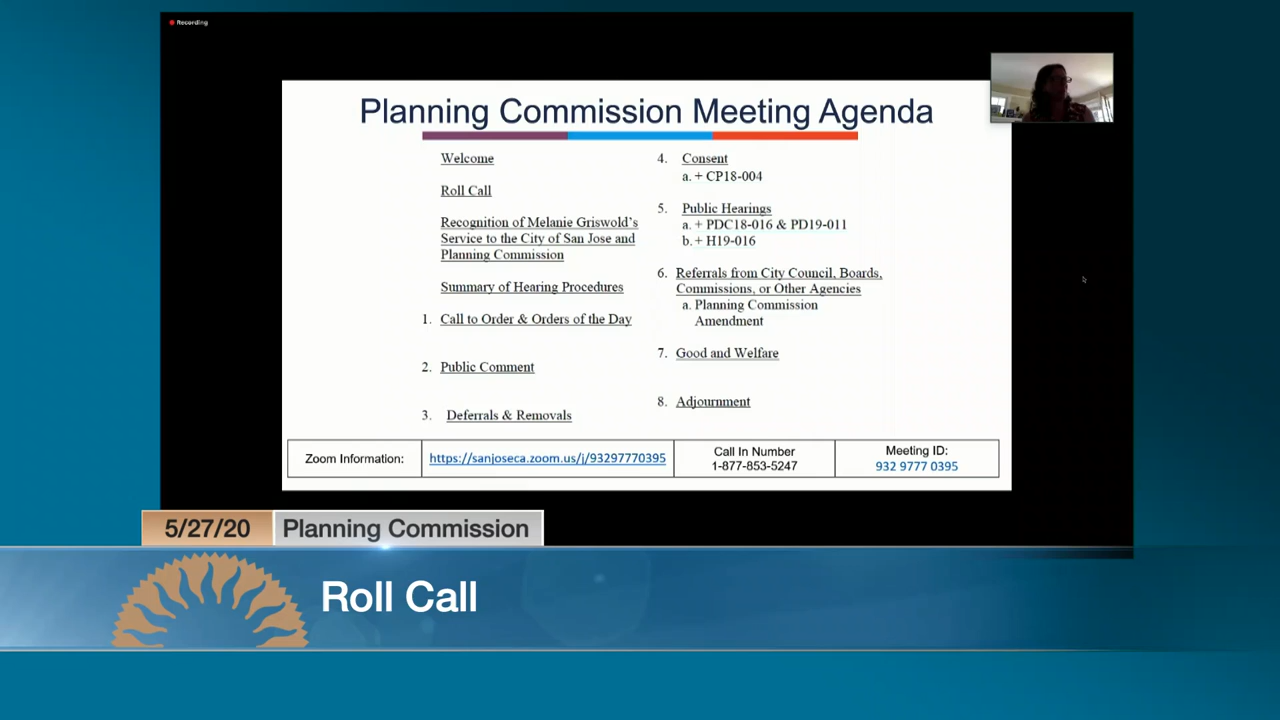 Recording
Planning Commission Meeting Agenda
Welcome
Roll Call
Recognition of Melanie Griswold's
Service to the City of San Jose and
Planning Commission
Summary of Hearing Procedures
1. Call to Order & Orders of the Day
2. Public Comment
3. Deferrals & Removals
4. Consent
a. + CP18-004
5. Public Hearings
a. + PDC18-016 & PD19-011
b. + H19-016
6. Referrals from City Council, Boards,
Commissions, or Other Agencies
a. Planning Commission
Amendment
7. Good and Welfare
8. Adjournment
Zoom Information:
https://sanjoseca.zoom.us/j/93297770395
Call In Number
1-877-853-5247
Meeting ID:
932 9777 0395
5/27/20
Planning Commission
Roll Call